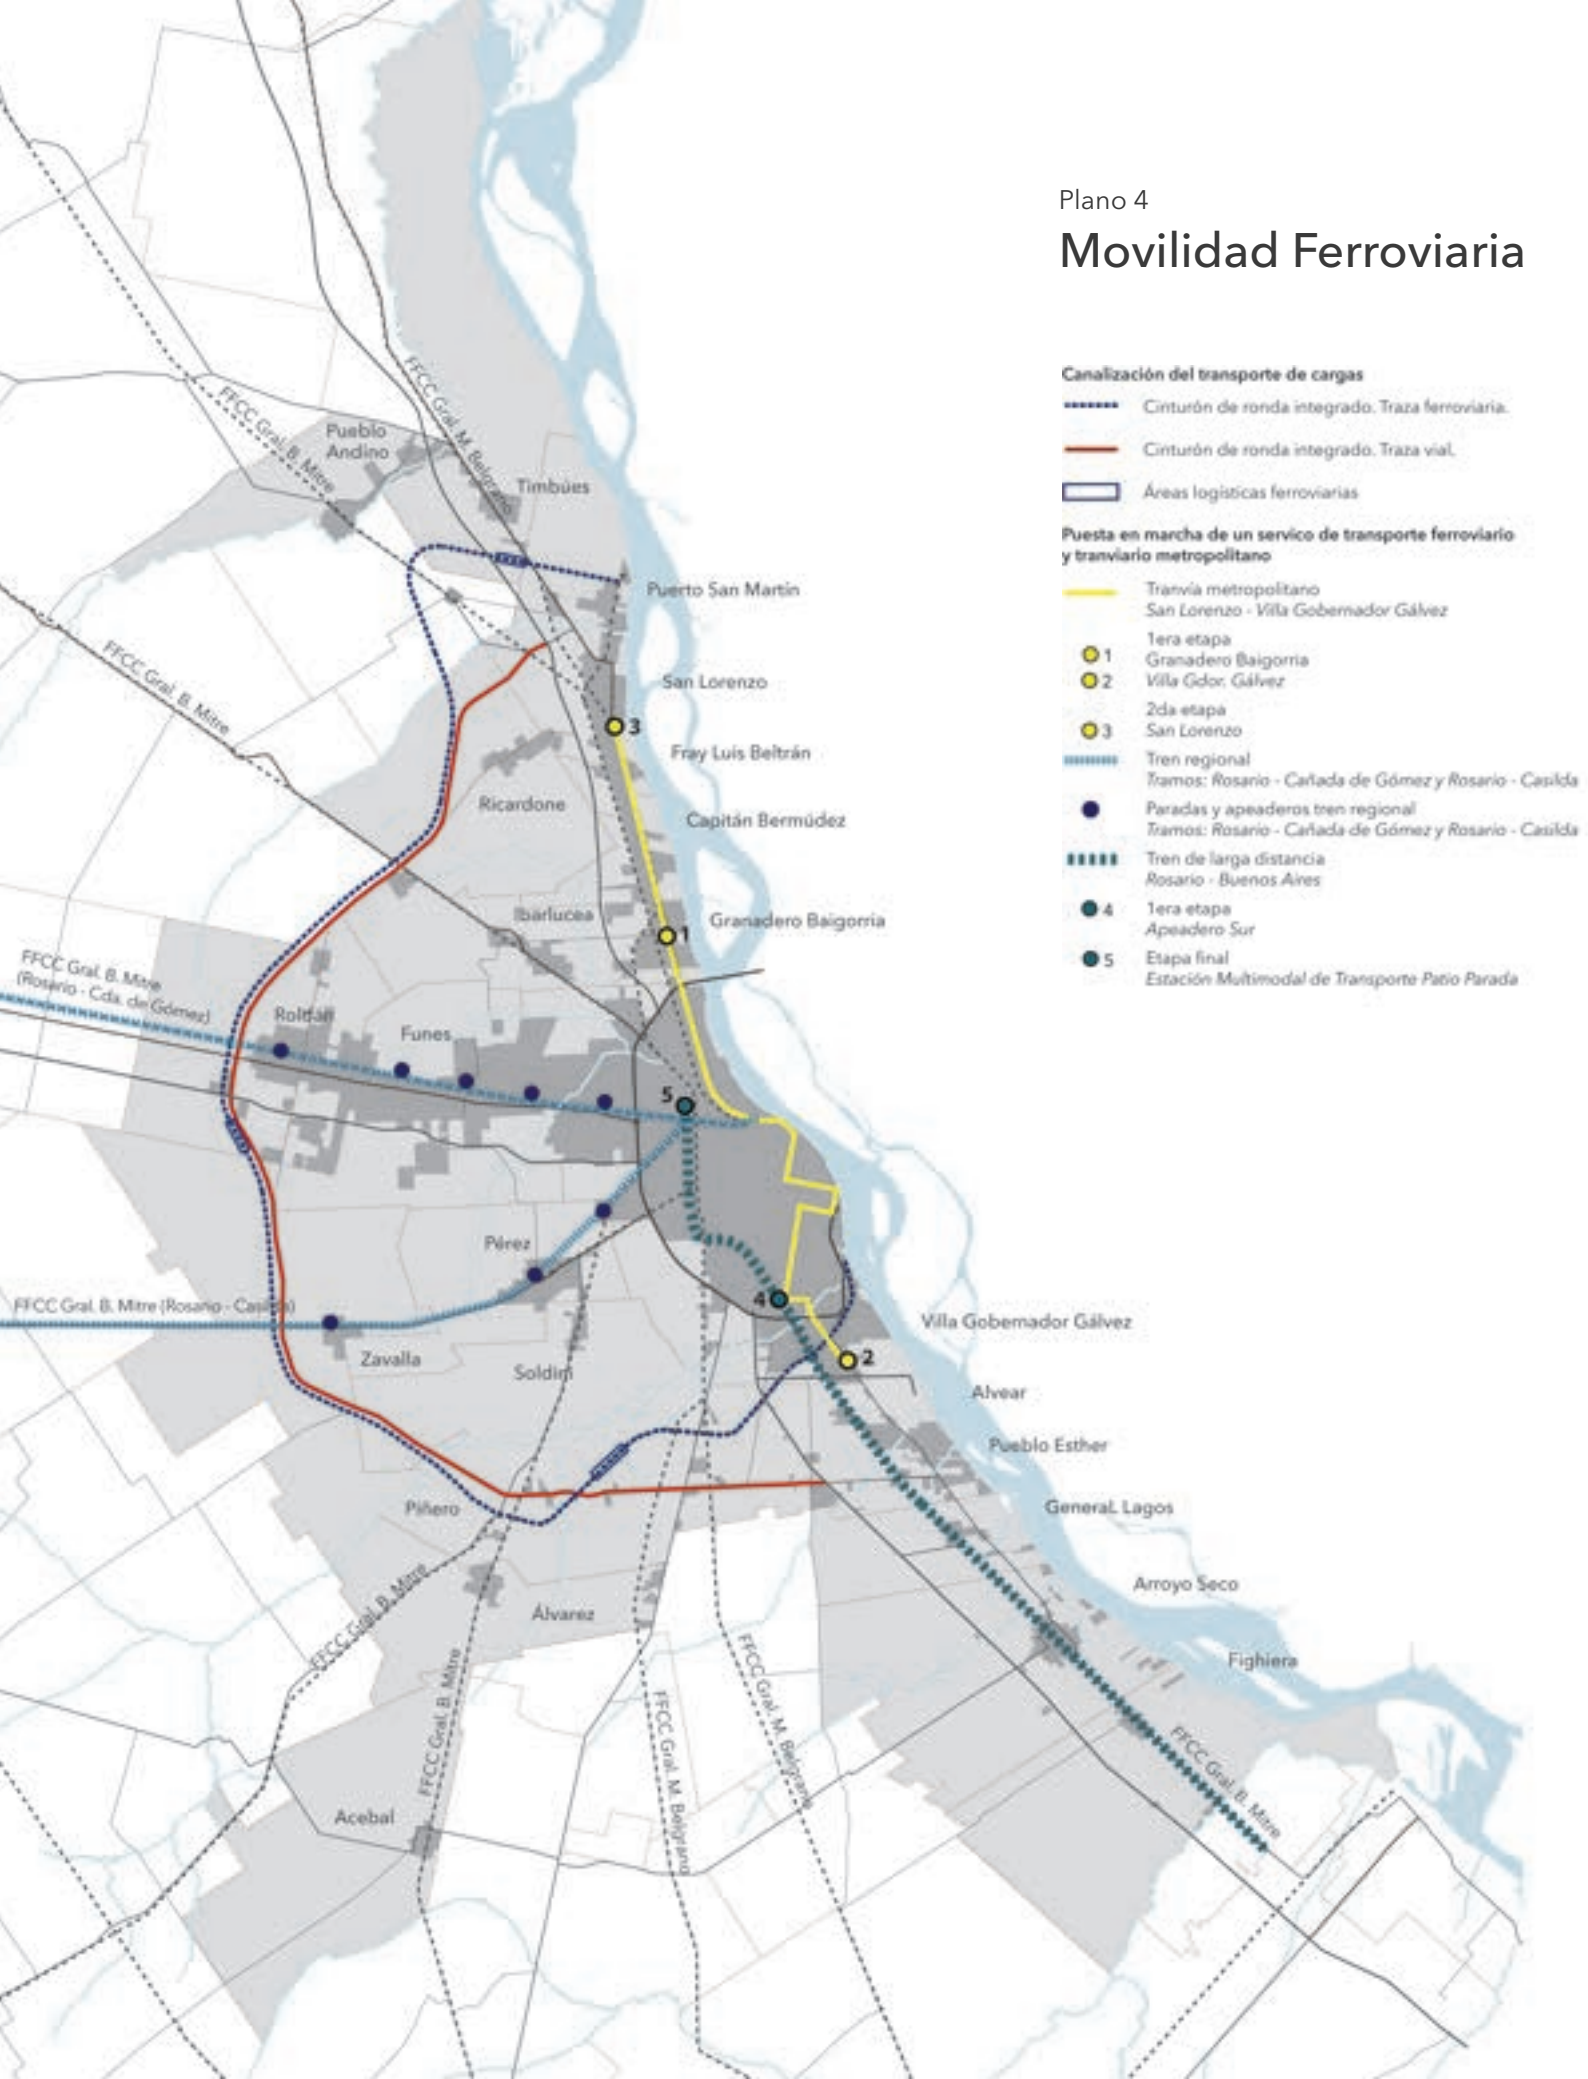 Plano 4
Movilidad Ferroviaria
Canalización del transporte de cargas
Cinturón de ronda integrado. Traza ferroviaria.
Cinturón de ronda integrado. Traza vial.
Áreas logísticas ferroviarias
Puesta en marcha de un servico de transporte ferroviario
y tranviario metropolitano
Tranvía metropolitano
San Lorenzo - Villa Gobernador Gálvez
1era etapa
1
Granadero Baigorria
2
Villa Gdor. Gálvez
2da etapa
3
San Lorenzo
Tren regional
Tramos: Rosario - Cañada de Gómez y Rosario - Casilda
Paradas y apeaderos tren regional
Tramos: Rosario - Cañada de Gómez y Rosario - Casilda
Tren de larga distancia
Rosario - Buenos Aires
4
1era etapa
Apeadero Sur
5
Etapa final
Estación Multimodal de Transporte Patio Parada
FFCC Gral. M. Belgrano
FFCC Gral. B. Mitre
Pueblo
Andino
Timbúes
Puerto San Martín
FFCC Gral. B. Mitre
San Lorenzo
3
Fray Luis Beltrán
Ricardone
Capitán Bermúdez
Ibarlucea
Granadero Baigorria
1
FFCC Gral. B. Mitre
(Rosario - Cda. de Gómez)
Roldán
Funes
5
Pérez
FFCC Gral. B. Mitre (Rosario - Casilda)
4
Villa Gobernador Gálvez
Zavalla
2
Soldini
Alvear
Pueblo Esther
Piñero
General. Lagos
FFCC Gral. B. Mitre
Arroyo Seco
Álvarez
Fighiera
FFCC Gral. B. Mitre
FFCC Gral. M. Belgrano
FFCC Gral. M. Belgrano
FFCC Gral. B. Mitre
Acebal